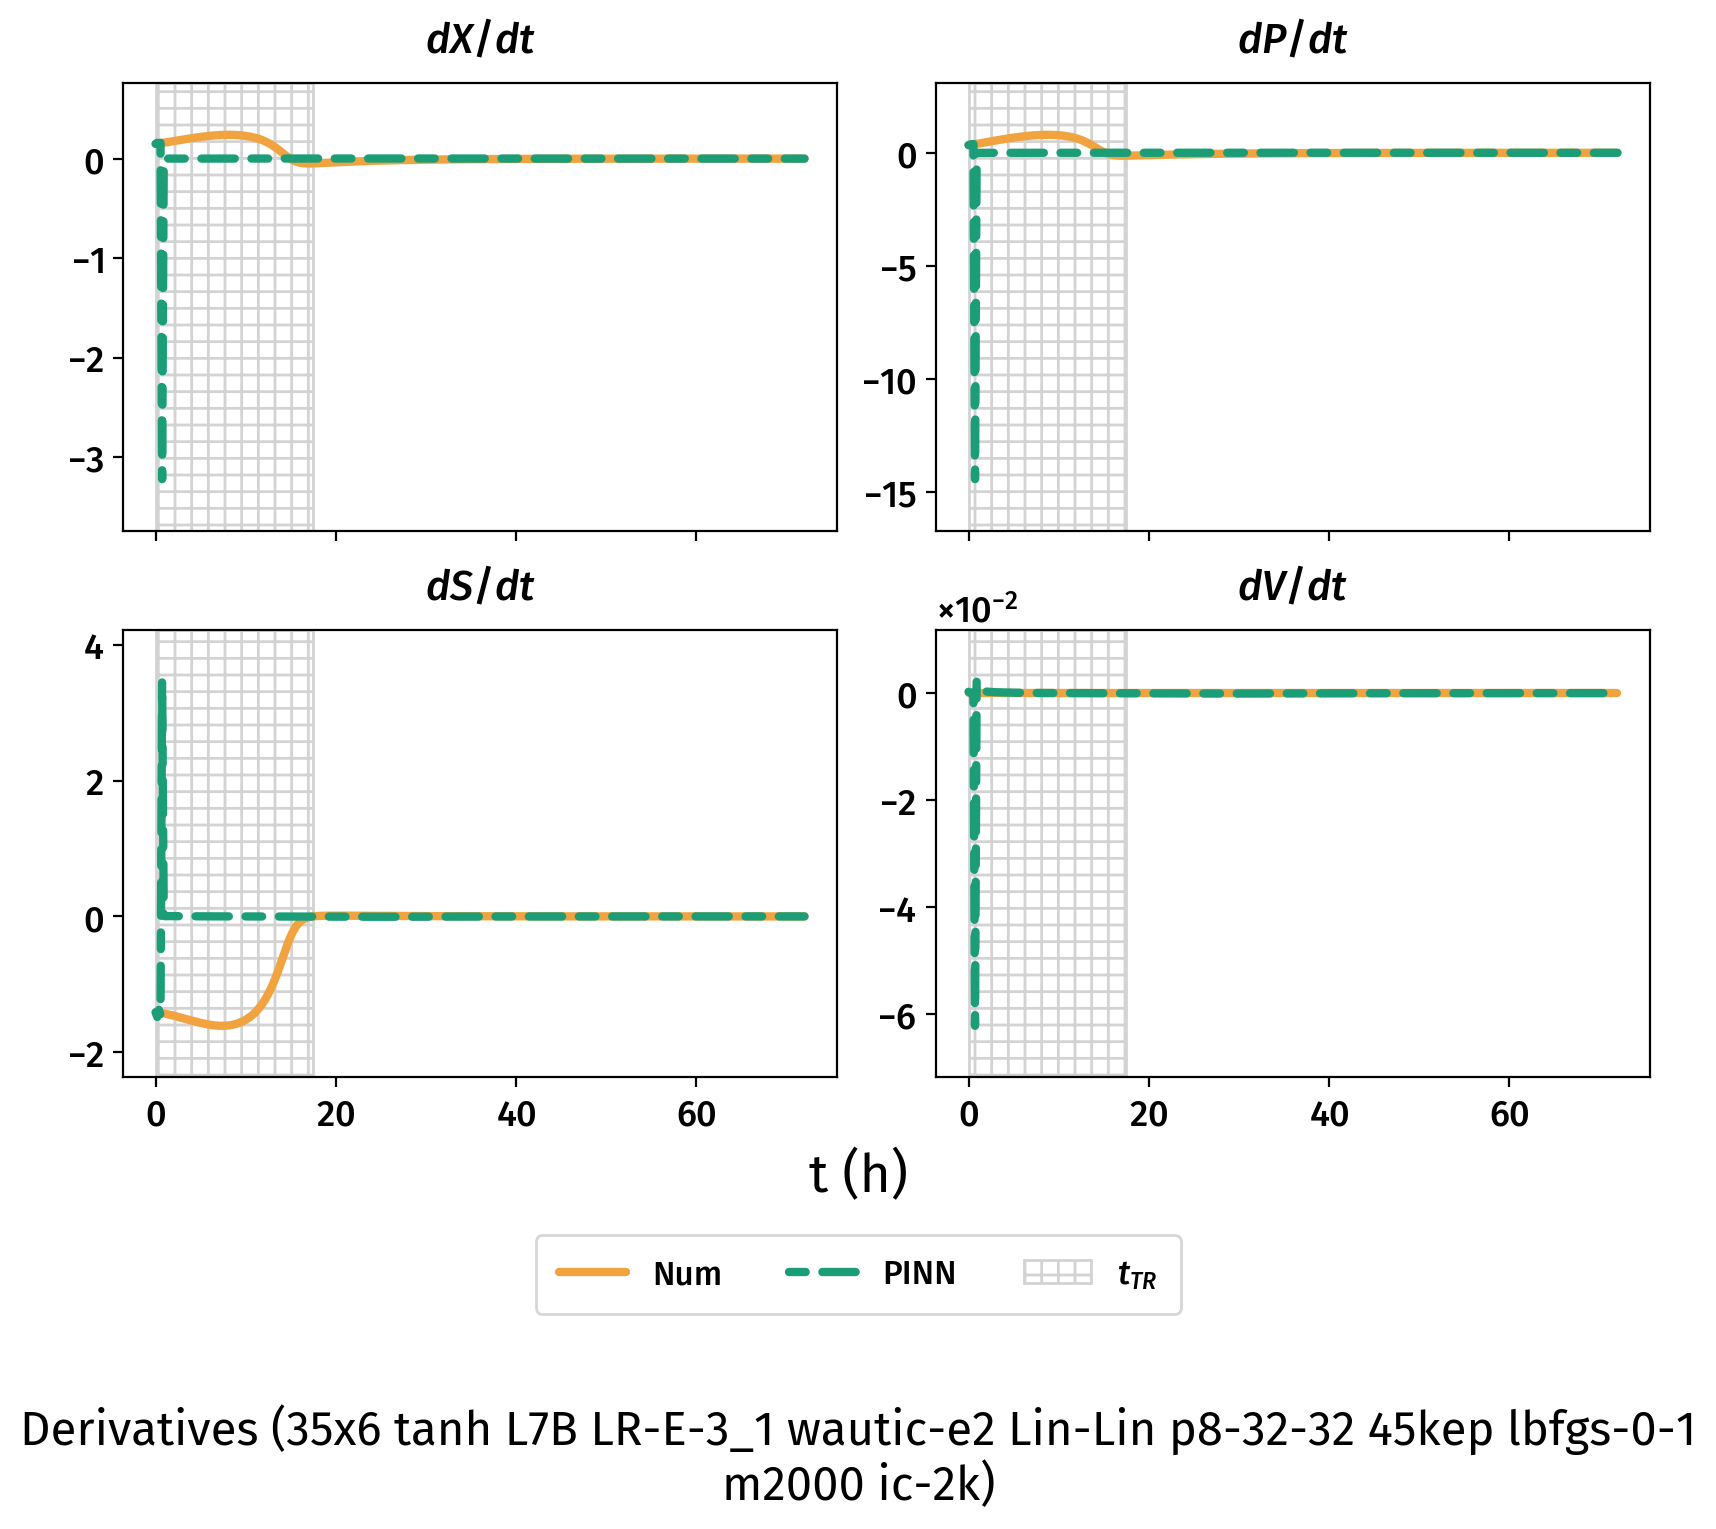 dX/dt
dP/dt
0
−1
−2
−3
0
−5
−10
−15
dS/dt
dV/dt
×10⁻²
4
2
0
−2
0
−2
−4
−6
0 20 40 60
0 20 40 60
t (h)
Num PINN t_TR
Derivatives (35x6 tanh L7B LR-E-3_1 wautic-e2 Lin-Lin p8-32-32 45kep lbfgs-0-1
m2000 ic-2k)